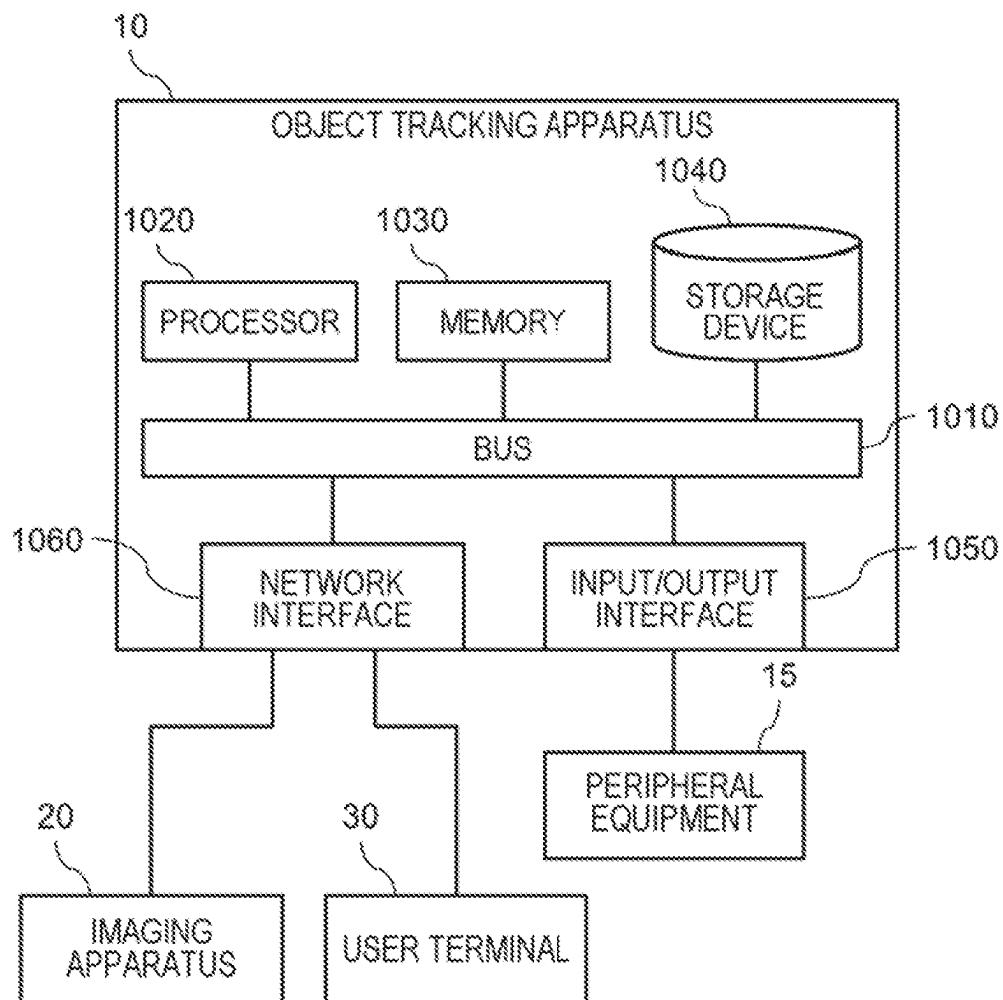 10
OBJECT TRACKING APPARATUS
1040
1020
1030
STORAGE
DEVICE
PROCESSOR
MEMORY
1010
BUS
1060
1050
NETWORK
INTERFACE
INPUT/OUTPUT
INTERFACE
15
PERIPHERAL
EQUIPMENT
20
30
IMAGING
APPARATUS
USER TERMINAL